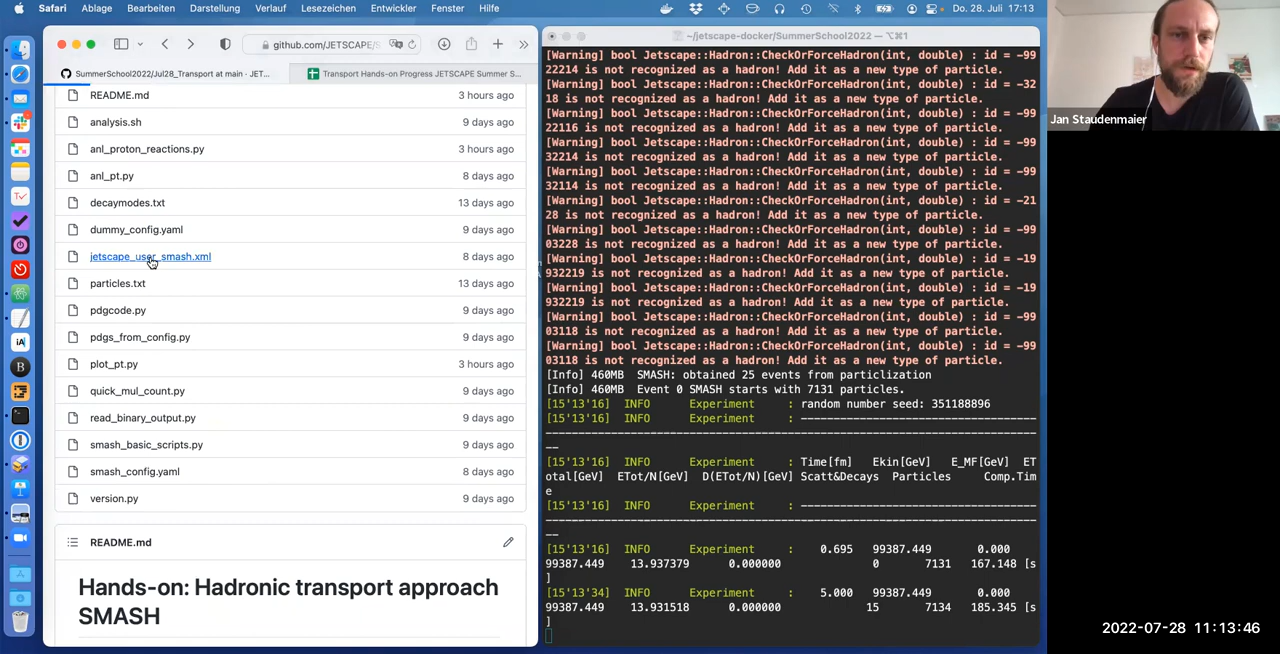 Safari Ablage Bearbeiten Darstellung Verlauf Lesezeichen Entwickler Fenster Hilfe Do. 28. Juli 17:13
github.com/JETSCAPE/S
SummerSchool2022/Jul28_Transport at main · JET...
Transport Hands-on Progress JETSCAPE Summer S...
README.md 3 hours ago
analysis.sh 9 days ago
anl_proton_reactions.py 3 hours ago
anl_pt.py 8 days ago
decaymodes.txt 13 days ago
dummy_config.yaml 9 days ago
jetscape_user_smash.xml 8 days ago
particles.txt 13 days ago
pdgcode.py 9 days ago
pdgs_from_config.py 9 days ago
plot_pt.py 3 hours ago
quick_mul_count.py 9 days ago
read_binary_output.py 9 days ago
smash_basic_scripts.py 9 days ago
smash_config.yaml 8 days ago
version.py 9 days ago
README.md
Hands-on: Hadronic transport approach
SMASH
~/jetscape-docker/SummerSchool2022 — ⌥⌘1
[Warning] bool Jetscape::Hadron::CheckOrForceHadron(int, double) : id = -99
22214 is not recognized as a hadron! Add it as a new type of particle.
[Warning] bool Jetscape::Hadron::CheckOrForceHadron(int, double) : id = -32
18 is not recognized as a hadron! Add it as a new type of particle.
[Warning] bool Jetscape::Hadron::CheckOrForceHadron(int, double) : id = -99
22116 is not recognized as a hadron! Add it as a new type of particle.
[Warning] bool Jetscape::Hadron::CheckOrForceHadron(int, double) : id = -99
32214 is not recognized as a hadron! Add it as a new type of particle.
[Warning] bool Jetscape::Hadron::CheckOrForceHadron(int, double) : id = -99
32114 is not recognized as a hadron! Add it as a new type of particle.
[Warning] bool Jetscape::Hadron::CheckOrForceHadron(int, double) : id = -21
28 is not recognized as a hadron! Add it as a new type of particle.
[Warning] bool Jetscape::Hadron::CheckOrForceHadron(int, double) : id = -99
03228 is not recognized as a hadron! Add it as a new type of particle.
[Warning] bool Jetscape::Hadron::CheckOrForceHadron(int, double) : id = -19
932219 is not recognized as a hadron! Add it as a new type of particle.
[Warning] bool Jetscape::Hadron::CheckOrForceHadron(int, double) : id = -19
932219 is not recognized as a hadron! Add it as a new type of particle.
[Warning] bool Jetscape::Hadron::CheckOrForceHadron(int, double) : id = -99
03118 is not recognized as a hadron! Add it as a new type of particle.
[Warning] bool Jetscape::Hadron::CheckOrForceHadron(int, double) : id = -99
03118 is not recognized as a hadron! Add it as a new type of particle.
[Info] 460MB SMASH: obtained 25 events from particlization
[Info] 460MB Event 0 SMASH starts with 7131 particles.
[15'13'16] INFO Experiment : random number seed: 351188896
[15'13'16] INFO Experiment : -----------------------------------
------------------------------------------------------------------------
--
[15'13'16] INFO Experiment : Time[fm] Ekin[GeV] E_MF[GeV] ET
otal[GeV] ETot/N[GeV] D(ETot/N)[GeV] Scatt&Decays Particles Comp.Tim
e
[15'13'16] INFO Experiment : -----------------------------------
------------------------------------------------------------------------
--
[15'13'16] INFO Experiment : 0.695 99387.449 0.000
99387.449 13.937379 0.000000 0 7131 167.148 [s
]
[15'13'34] INFO Experiment : 5.000 99387.449 0.000
99387.449 13.931518 0.000000 15 7134 185.345 [s
]
Jan Staudenmaier
2022-07-28 11:13:46